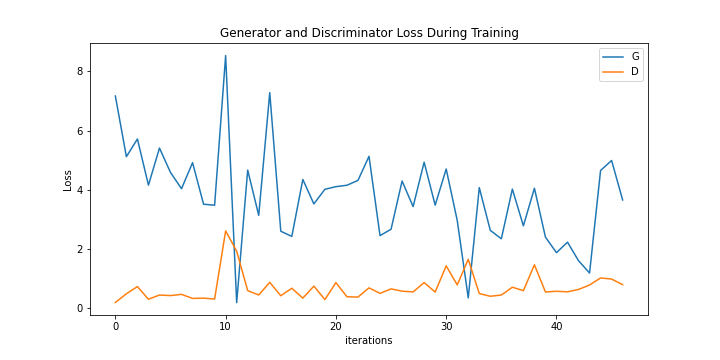 Generator and Discriminator Loss During Training
G
D
8
6
4
2
0
Loss
0 10 20 30 40
iterations